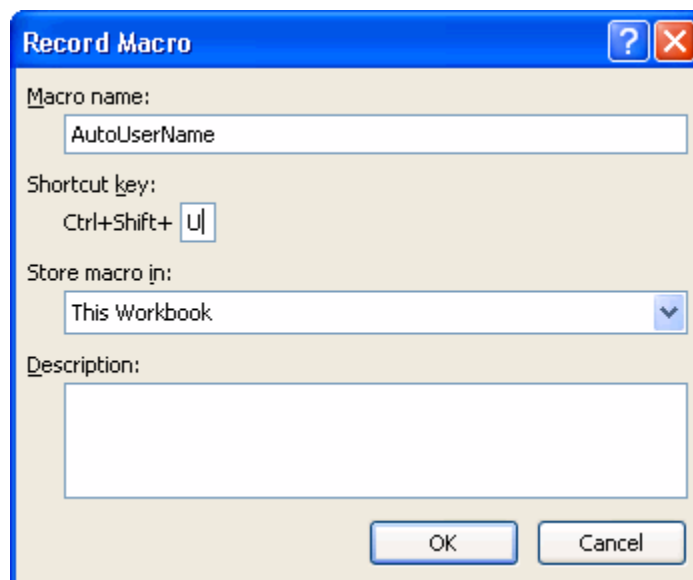 Record Macro
Macro name:
AutoUserName
Shortcut key:
Ctrl+Shift+ U
Store macro in:
This Workbook
Description:
OK Cancel